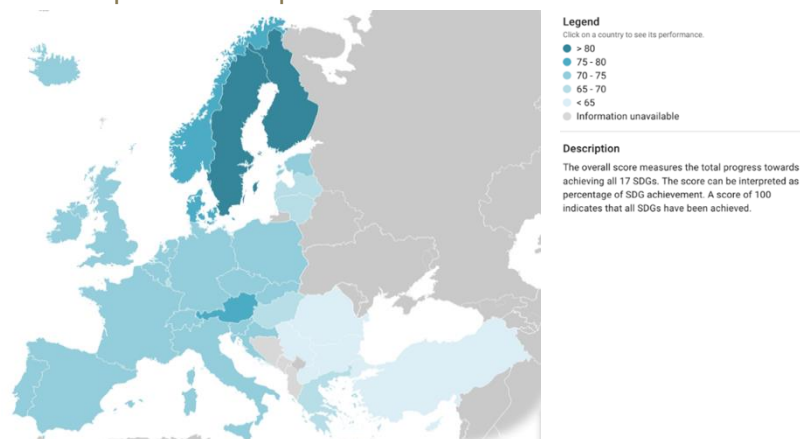 Legend
Click on a country to see its performance.
> 80
75 - 80
70 - 75
65 - 70
< 65
Information unavailable
Description
The overall score measures the total progress towards
achieving all 17 SDGs. The score can be interpreted as
percentage of SDG achievement. A score of 100
indicates that all SDGs have been achieved.